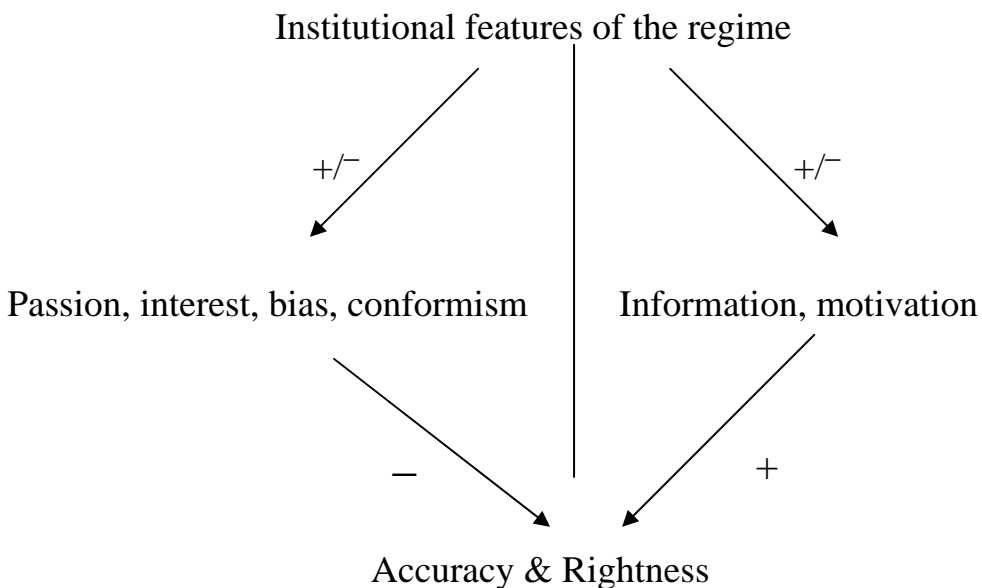 Institutional features of the regime
+/–
+/–
Passion, interest, bias, conformism
Information, motivation
–
+
Accuracy & Rightness